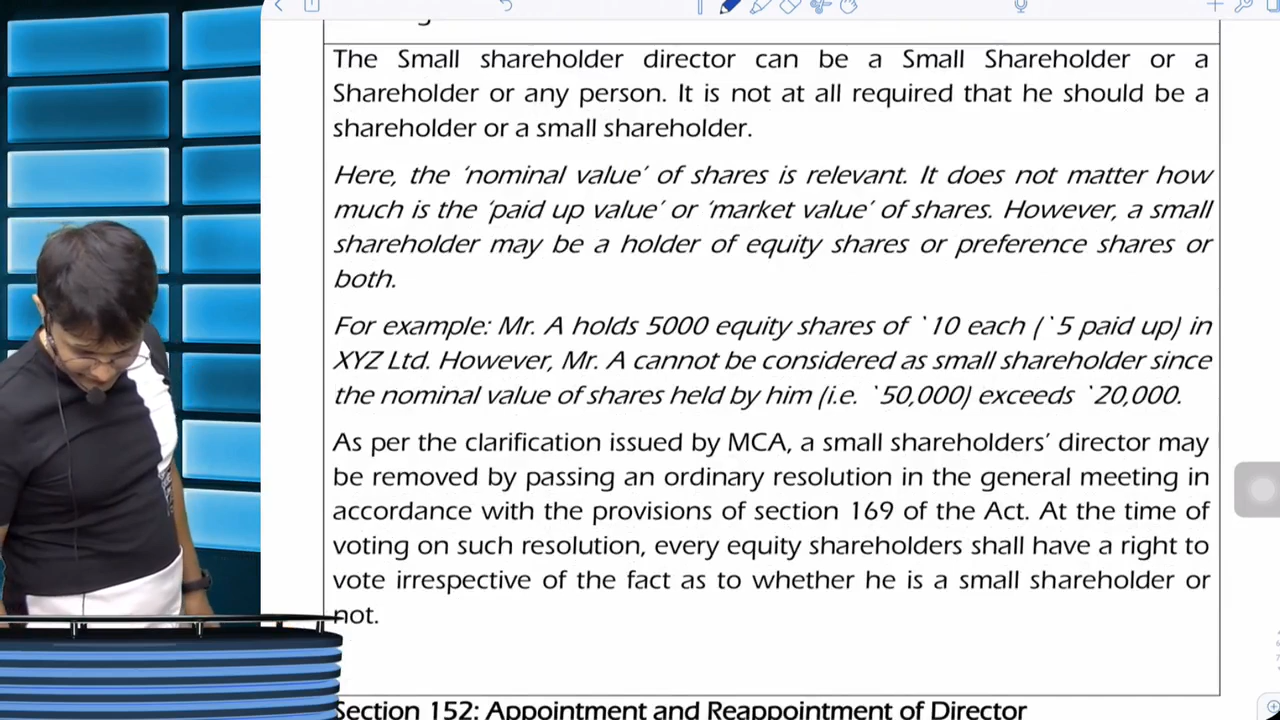 The Small shareholder director can be a Small Shareholder or a
Shareholder or any person. It is not at all required that he should be a
shareholder or a small shareholder.
Here, the ‘nominal value’ of shares is relevant. It does not matter how
much is the ‘paid up value’ or ‘market value’ of shares. However, a small
shareholder may be a holder of equity shares or preference shares or
both.
For example: Mr. A holds 5000 equity shares of `10 each (`5 paid up) in
XYZ Ltd. However, Mr. A cannot be considered as small shareholder since
the nominal value of shares held by him (i.e. `50,000) exceeds `20,000.
As per the clarification issued by MCA, a small shareholders’ director may
be removed by passing an ordinary resolution in the general meeting in
accordance with the provisions of section 169 of the Act. At the time of
voting on such resolution, every equity shareholders shall have a right to
vote irrespective of the fact as to whether he is a small shareholder or
not.
Section 152: Appointment and Reappointment of Director